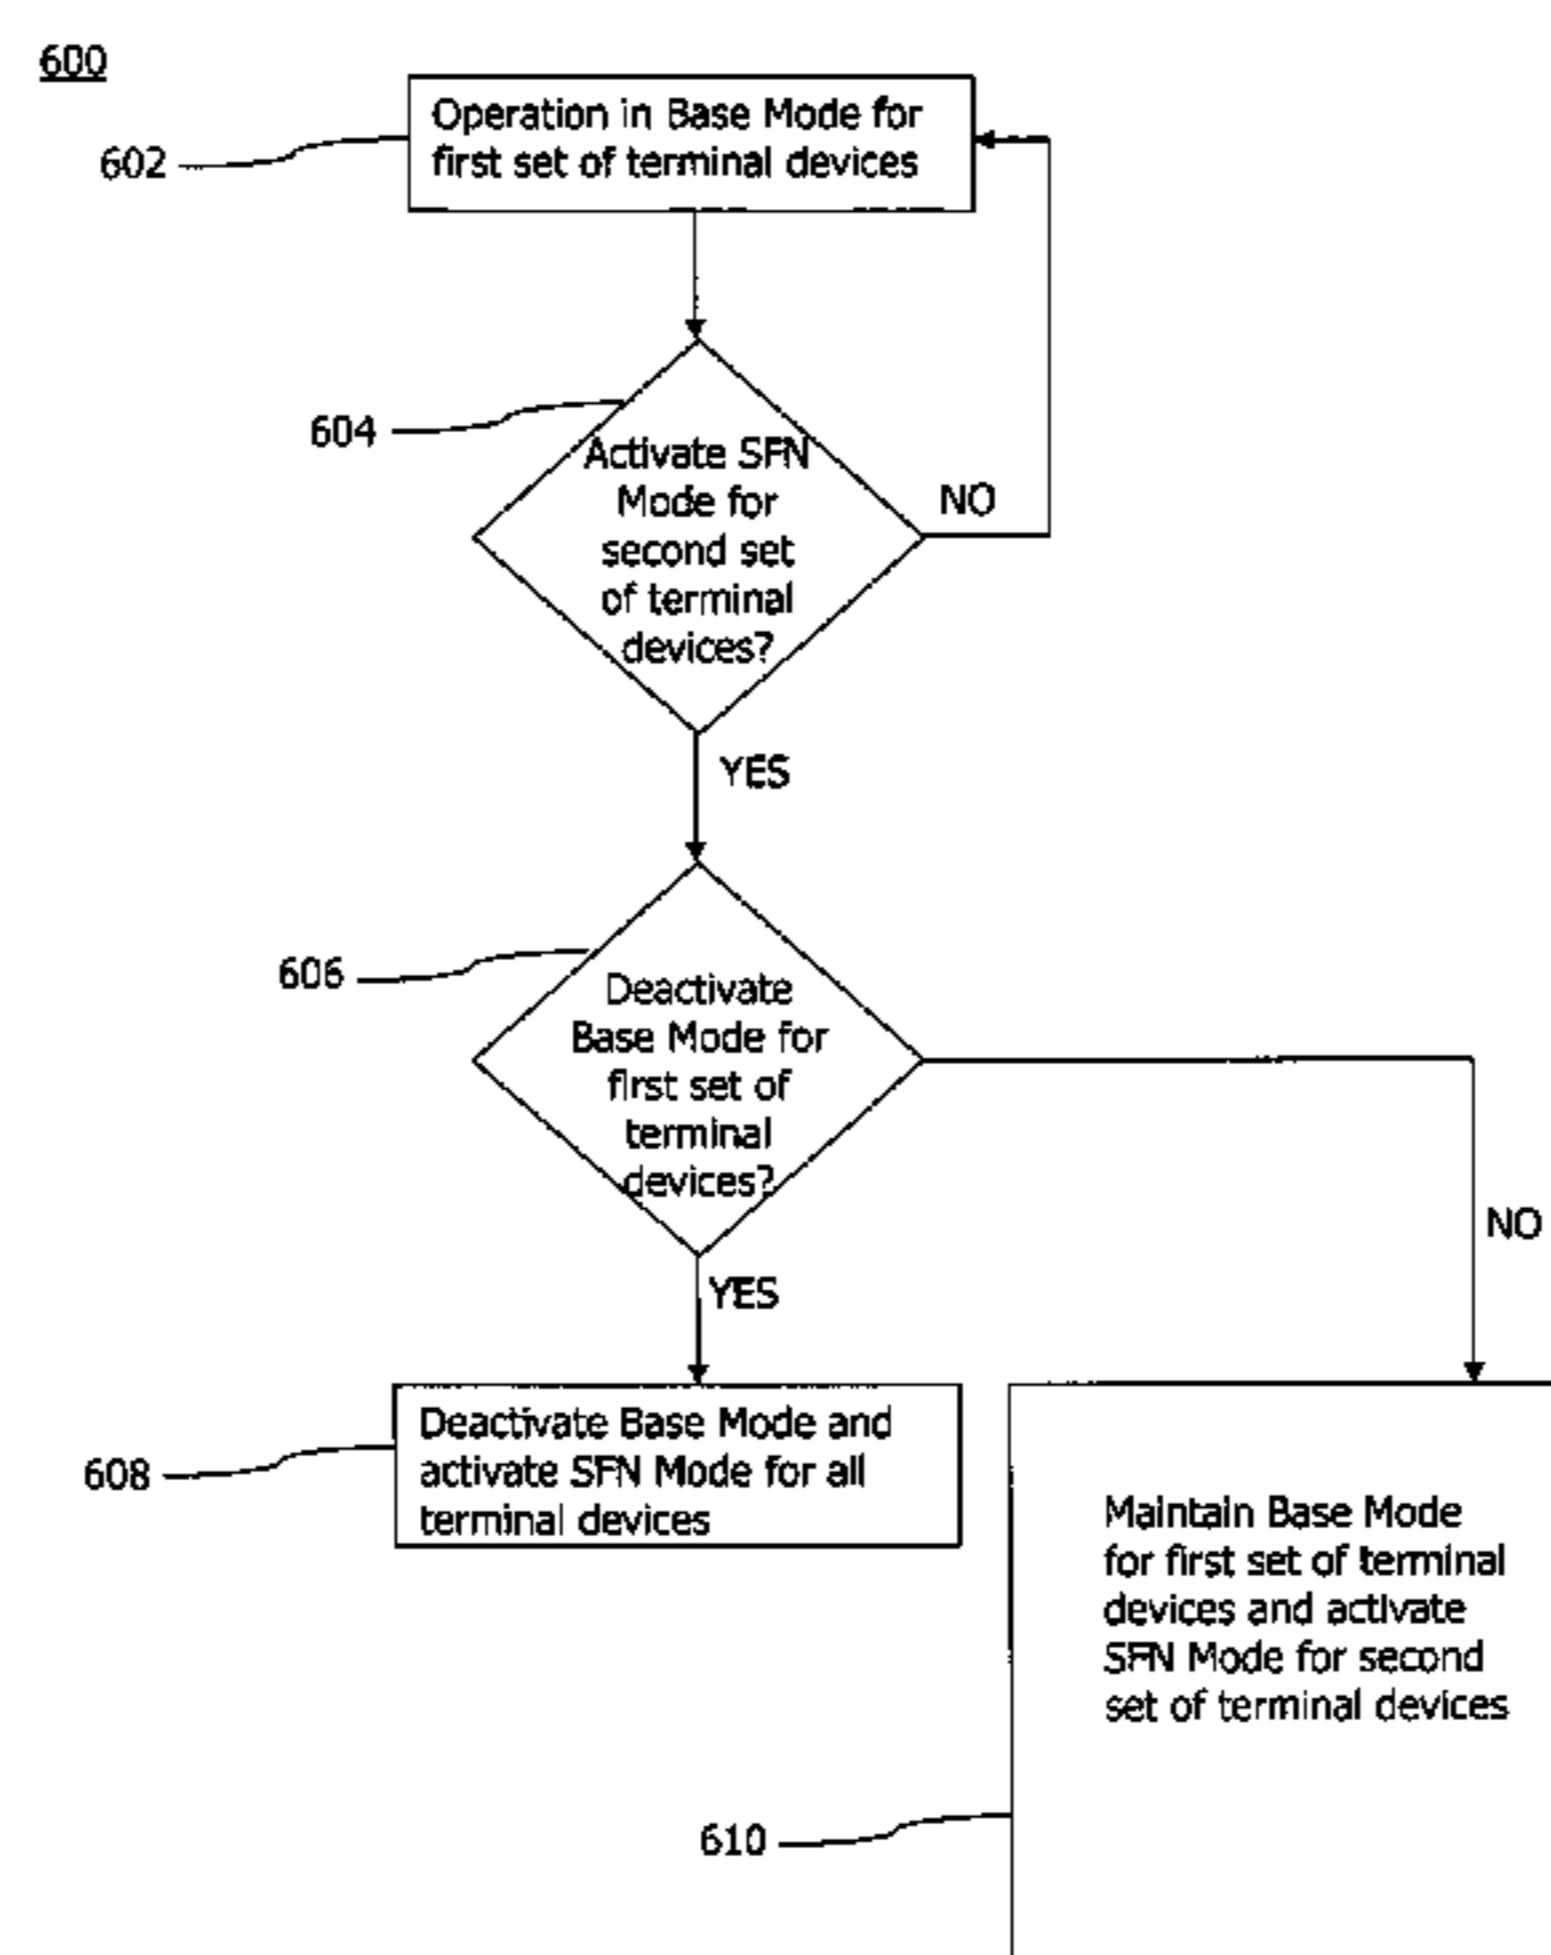 600
Operation in Base Mode for
first set of terminal devices
602
604
Activate SFN
Mode for
second set
of terminal
devices?
NO
YES
606
Deactivate
Base Mode for
first set of
terminal
devices?
NO
YES
608
Deactivate Base Mode and
activate SFN Mode for all
terminal devices
Maintain Base Mode
for first set of terminal
devices and activate
SFN Mode for second
set of terminal devices
610